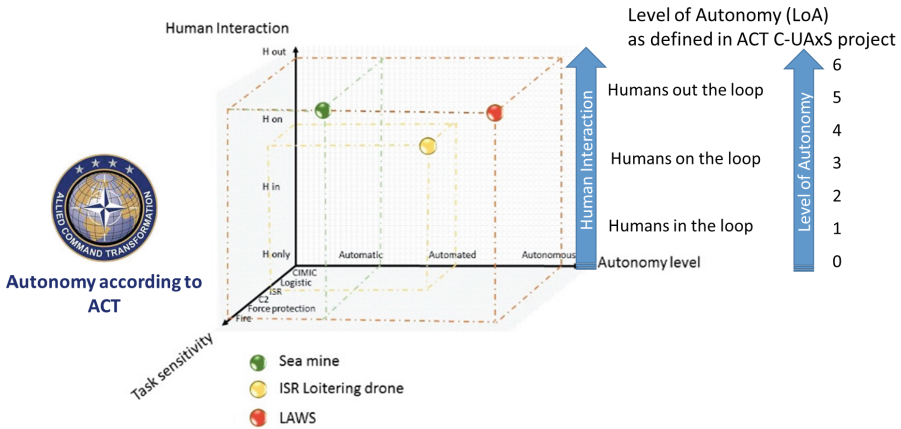 Human Interaction
H out
H on
H in
H only
Automatic
Automated
Autonomous
Autonomy level
CIMIC
Logistic
ISR
C2
Force protection
Fire
Task sensitivity
ALLIED COMMAND TRANSFORMATION
Autonomy according to
ACT
Sea mine
ISR Loitering drone
LAWS
Human Interaction
Humans out the loop
Humans on the loop
Humans in the loop
Level of Autonomy (LoA)
as defined in ACT C-UAxS project
Level of Autonomy
6
5
4
3
2
1
0